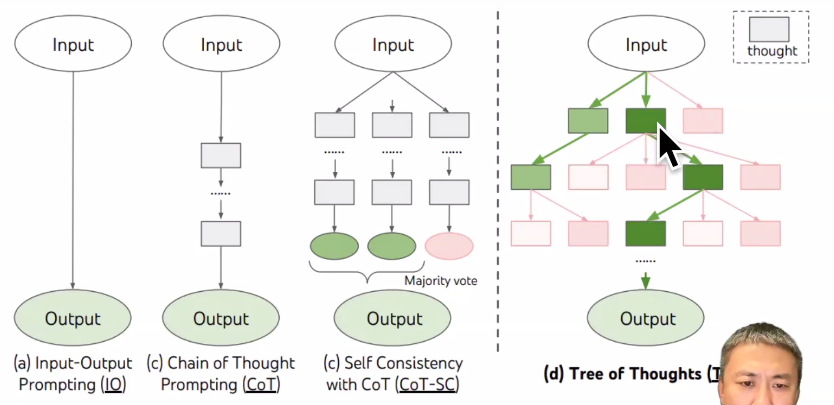 Input
Input
Input
Input
thought
......
...... ...... ......
......
Majority vote
Output
Output
Output
Output
(a) Input-Output
Prompting (IO)
(c) Chain of Thought
Prompting (CoT)
(c) Self Consistency
with CoT (CoT-SC)
(d) Tree of Thoughts (